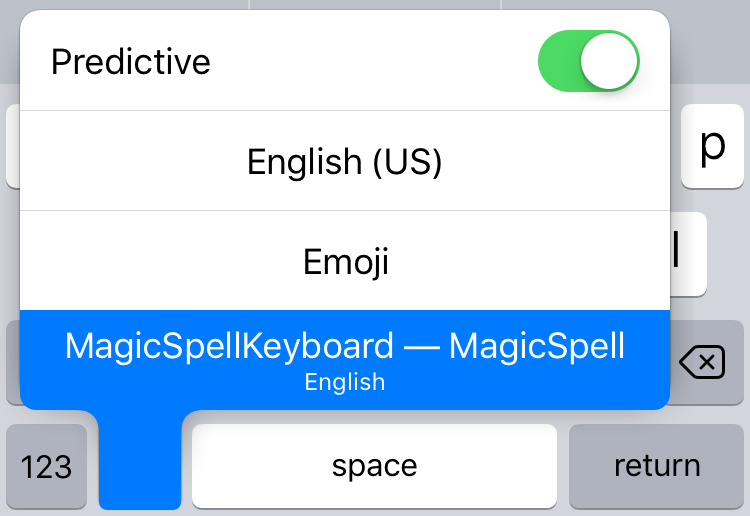 Predictive
English (US)
p
Emoji
l
MagicSpellKeyboard — MagicSpell
English
123
space
return